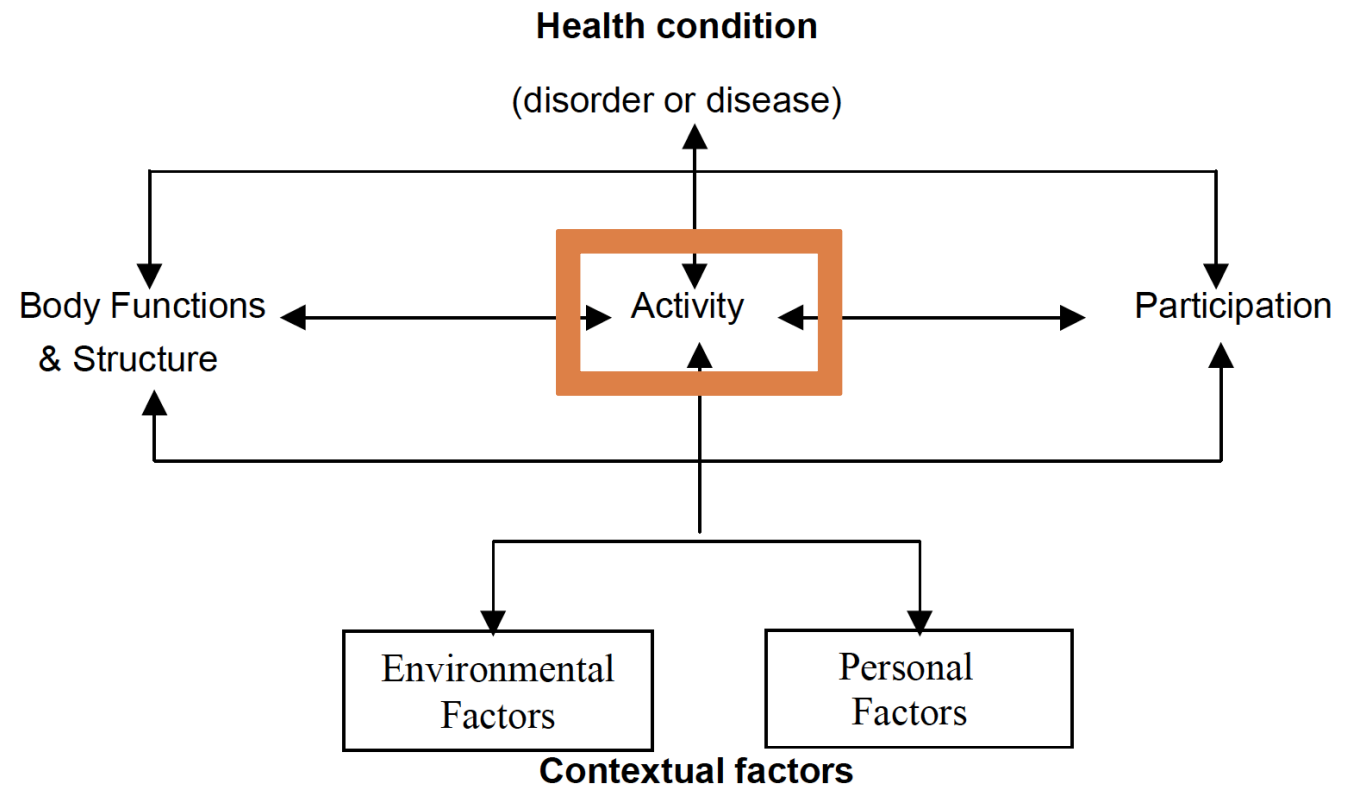 Health condition
(disorder or disease)
Body Functions
& Structure
Activity
Participation
Environmental
Factors
Personal
Factors
Contextual factors